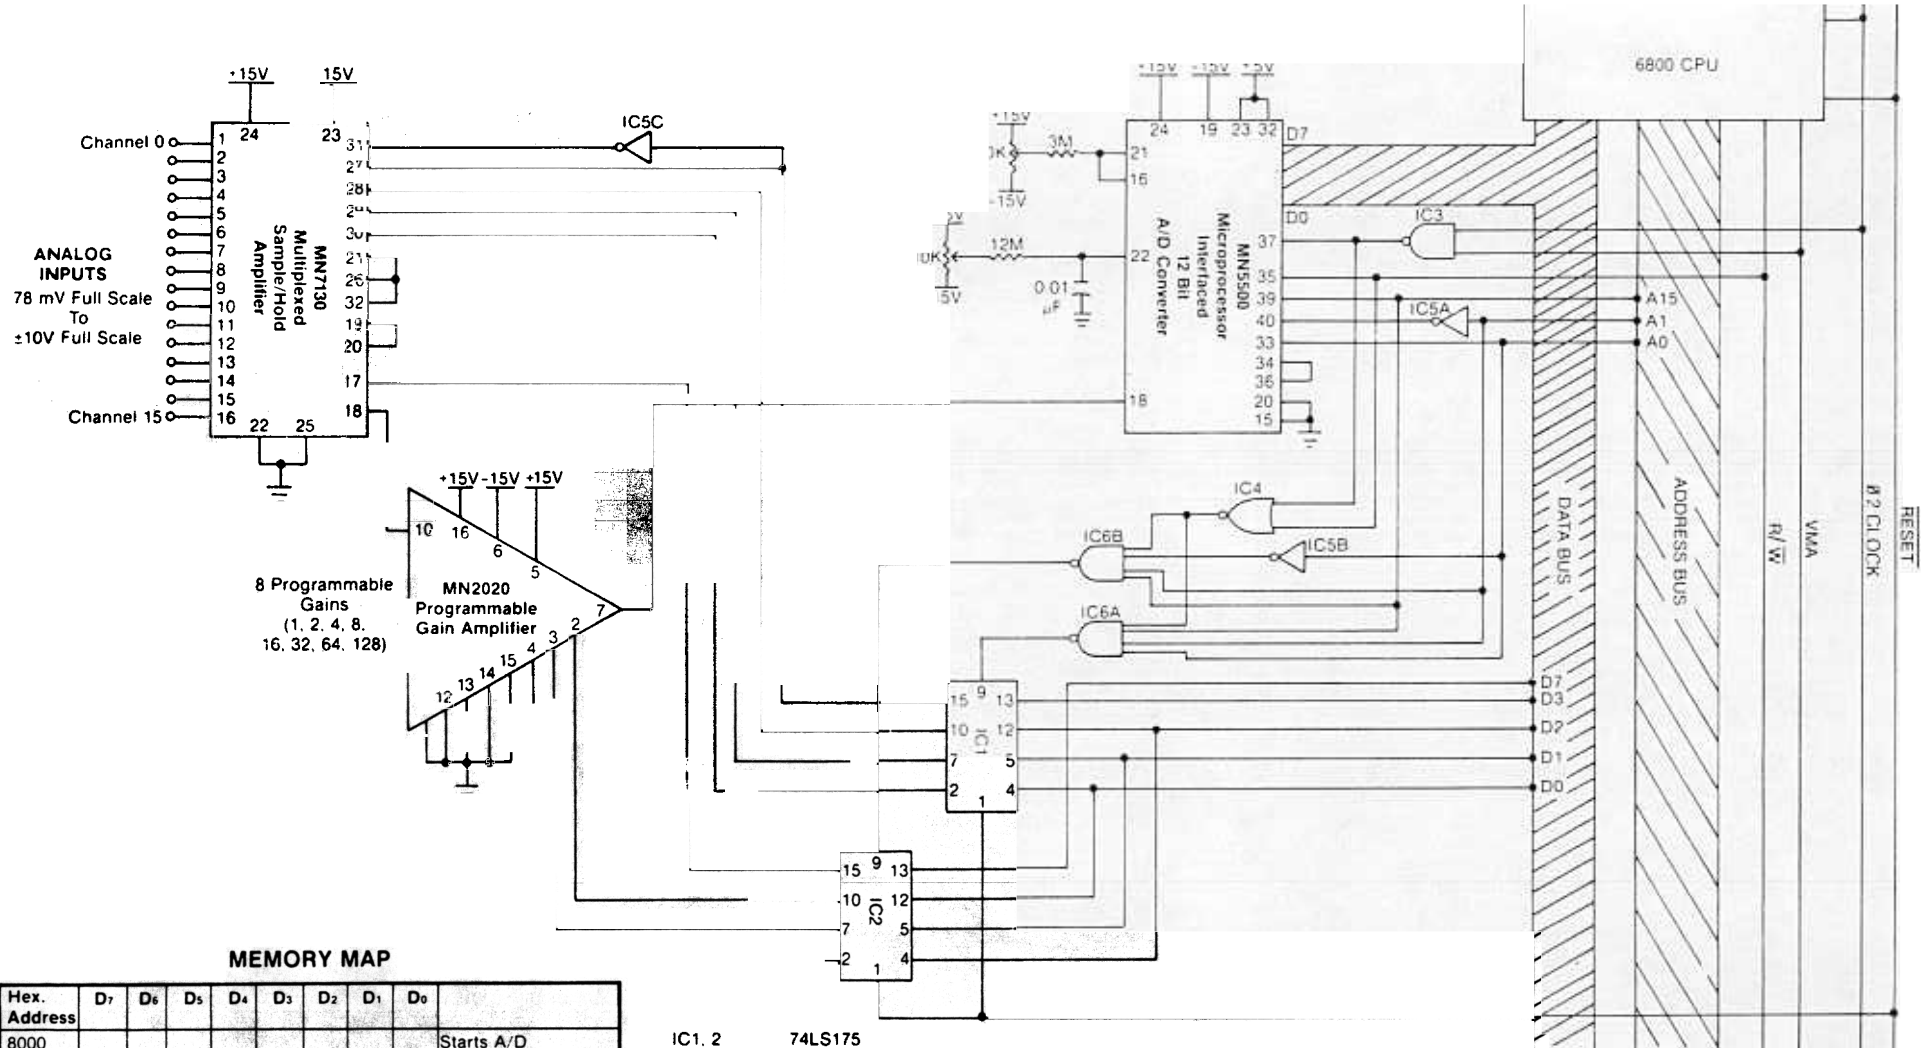 6800 CPU
+15V
15V
+15V
-15V
+5V
IC5C
24
23
Channel 0
1
2
3
4
5
6
7
8
9
10
11
12
13
14
15
16
Channel 15
22
25
31
27
28
26
32
19
20
17
18
MN7130
Multiplexed
Sample/Hold
Amplifier
ANALOG
INPUTS
78 mV Full Scale
To
±10V Full Scale
+15V
3M
-15V
12M
0.01
µF
24
19
23
32
21
16
22
18
MN5500
Microprocessor
Interfaced
12 Bit
A/D Converter
D7
D0
37
35
39
40
33
34
36
20
15
IC3
IC5A
A15
A1
A0
IC4
IC5B
IC6B
IC6A
DATA BUS
ADDRESS BUS
R/W
VMA
Ø2 CLOCK
RESET
+15V
-15V
+15V
10
16
6
5
7
2
3
4
15
14
13
12
MN2020
Programmable
Gain Amplifier
8 Programmable
Gains
(1, 2, 4, 8,
16, 32, 64, 128)
15
9
13
10
12
7
5
2
4
1
IC1
D7
D3
D2
D1
D0
15
9
13
10
12
7
5
2
4
1
IC2
MEMORY MAP
Hex. Address D7 D6 D5 D4 D3 D2 D1 D0
8000 Starts A/D
IC1, 2 74LS175